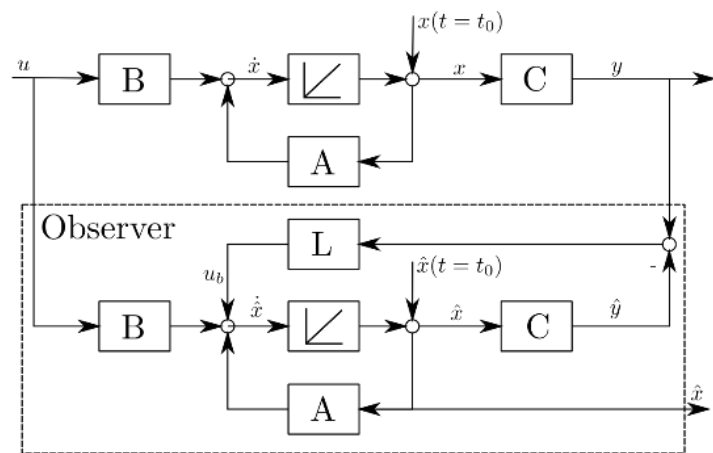 x(t = t₀)
u
B
ẋ
x
C
y
A
Observer
L
u_b
x̂(t = t₀)
-
B
x̂̇
x̂
C
ŷ
A
x̂